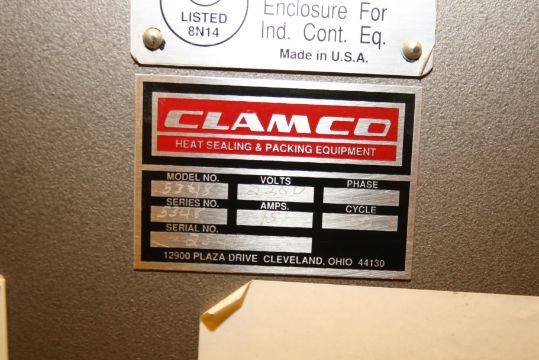 LISTED
8N14
Enclosure For
Ind. Cont. Eq.
Made in U.S.A.
CLAMCO
HEAT SEALING & PACKING EQUIPMENT
MODEL NO. VOLTS PHASE
SERIES NO. AMPS. CYCLE
15
SERIAL NO.
12900 PLAZA DRIVE CLEVELAND, OHIO 44130